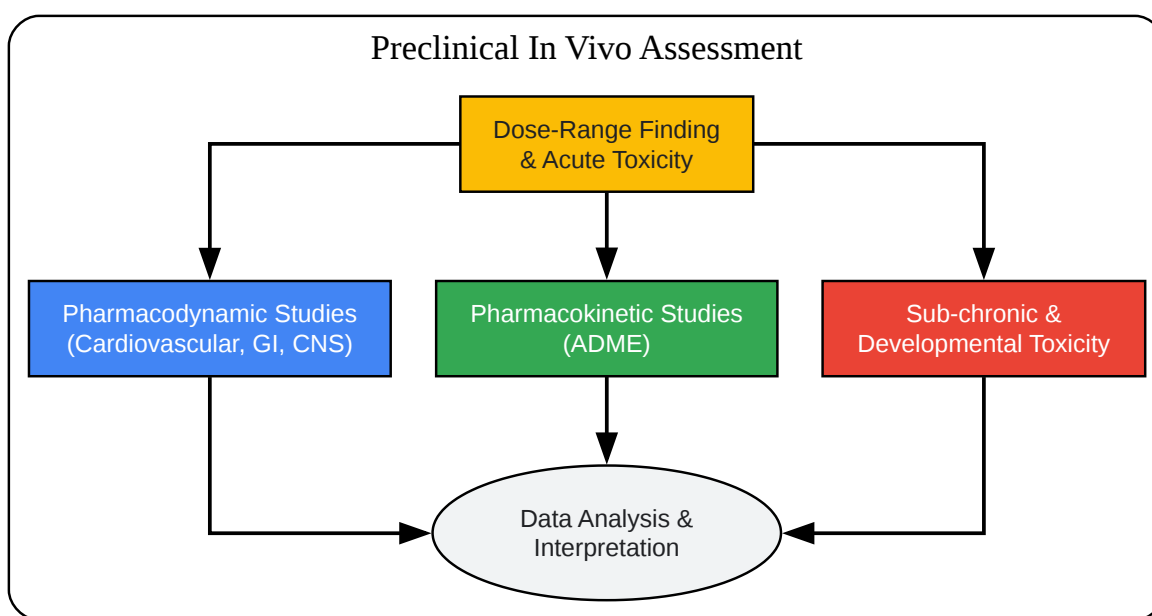 Preclinical In Vivo Assessment
Dose-Range Finding
& Acute Toxicity
Pharmacodynamic Studies
(Cardiovascular, GI, CNS)
Pharmacokinetic Studies
(ADME)
Sub-chronic &
Developmental Toxicity
Data Analysis &
Interpretation